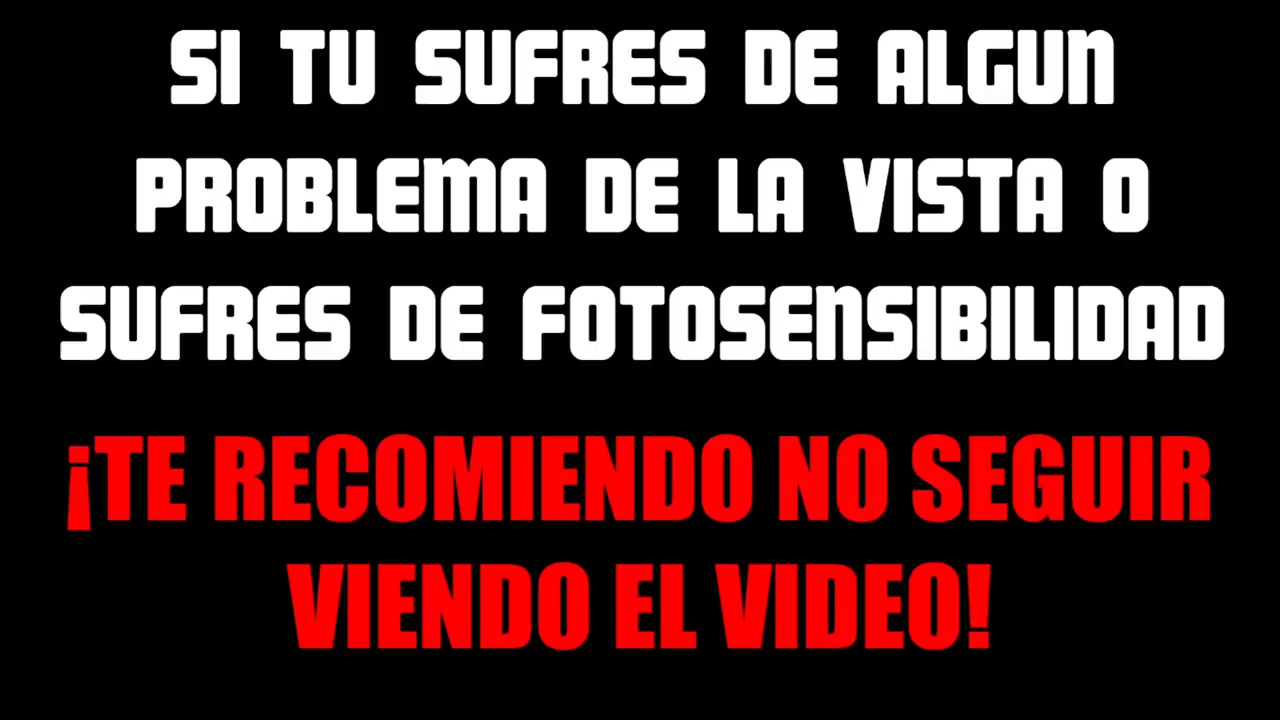 SI TU SUFRES DE ALGUN
PROBLEMA DE LA VISTA O
SUFRES DE FOTOSENSIBILIDAD
¡TE RECOMIENDO NO SEGUIR
VIENDO EL VIDEO!